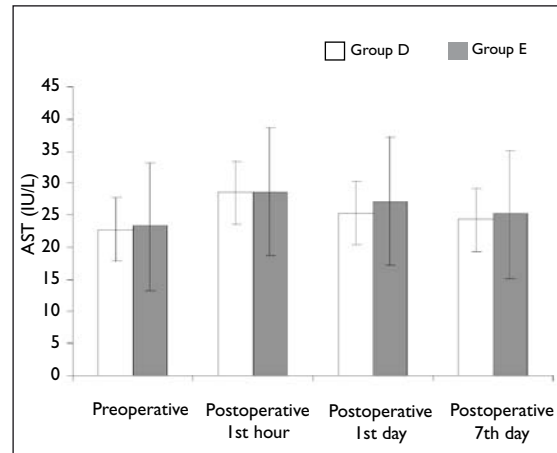 Group D
Group E
AST (IU/L)
45
40
35
30
25
20
15
10
5
0
Preoperative
Postoperative
1st hour
Postoperative
1st day
Postoperative
7th day